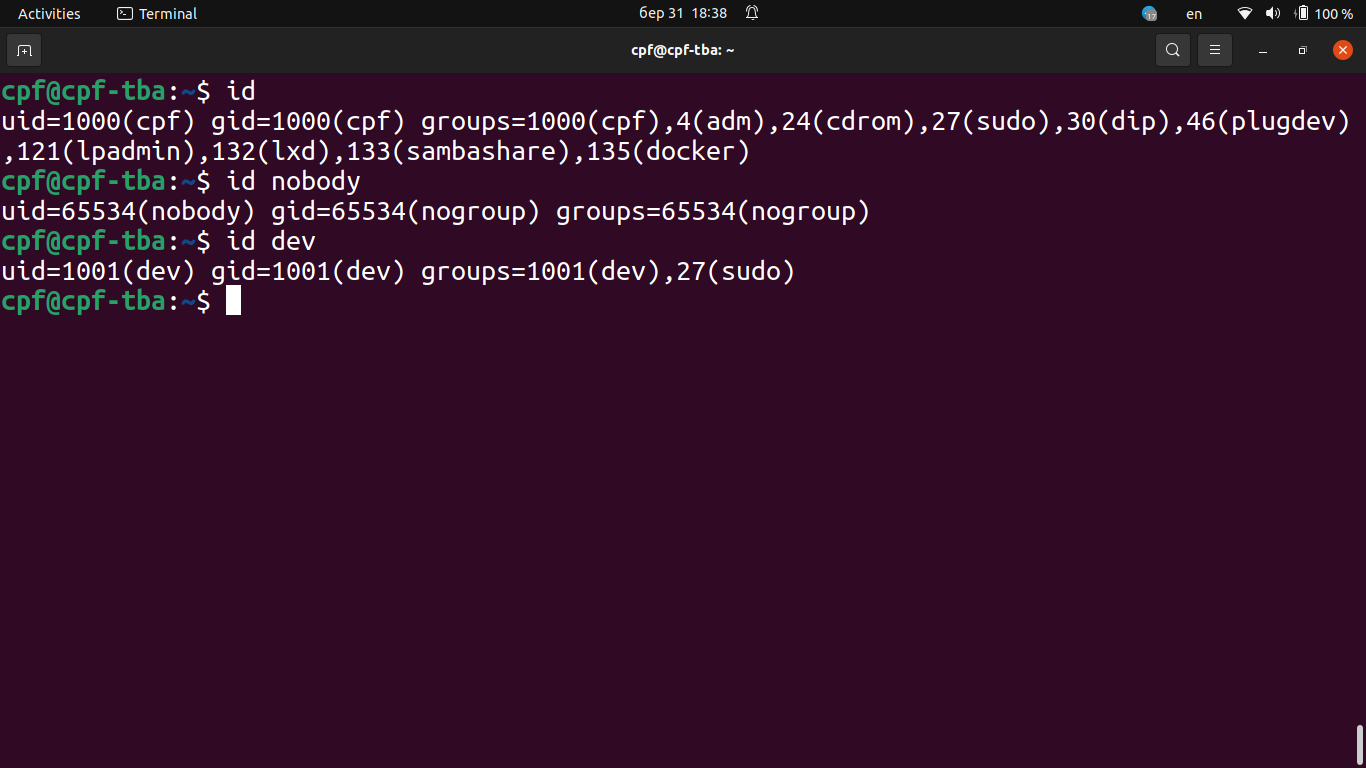 Activities Terminal бер 31 18:38 17 en 100 %
cpf@cpf-tba: ~
cpf@cpf-tba:~$ id
uid=1000(cpf) gid=1000(cpf) groups=1000(cpf),4(adm),24(cdrom),27(sudo),30(dip),46(plugdev)
,121(lpadmin),132(lxd),133(sambashare),135(docker)
cpf@cpf-tba:~$ id nobody
uid=65534(nobody) gid=65534(nogroup) groups=65534(nogroup)
cpf@cpf-tba:~$ id dev
uid=1001(dev) gid=1001(dev) groups=1001(dev),27(sudo)
cpf@cpf-tba:~$